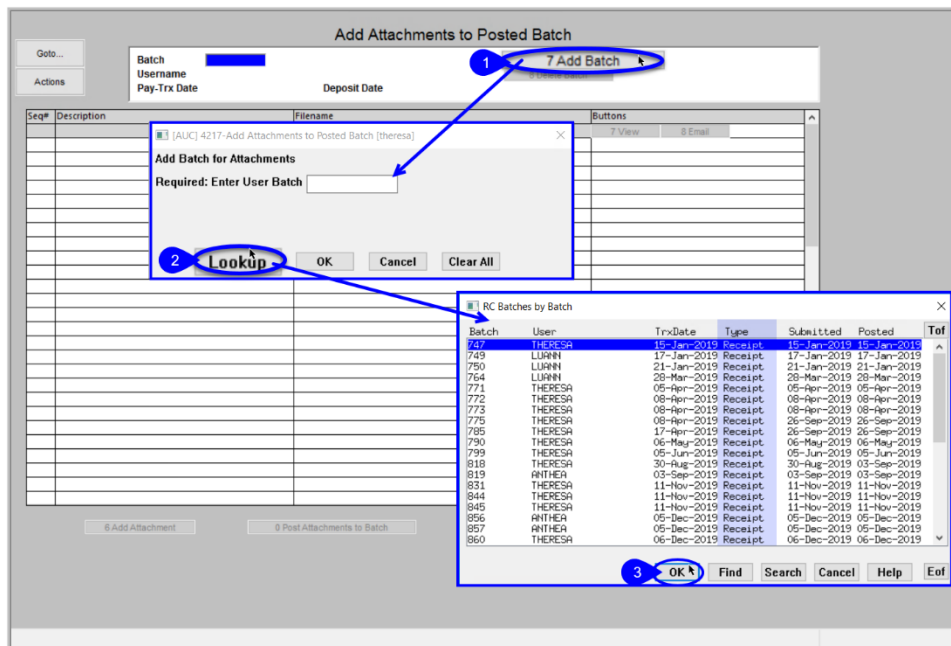 Add Attachments to Posted Batch
Goto...
Actions
Batch
Username
Pay-Trx Date Deposit Date
1
7 Add Batch
8 Delete Batch
Seq# Description Filename Buttons
7 View 8 Email
[AUC] 4217-Add Attachments to Posted Batch [theresa]
Add Batch for Attachments
Required: Enter User Batch
2
Lookup OK Cancel Clear All
RC Batches by Batch
Batch User TrxDate Type Submitted Posted Tof
747 THERESA 15-Jan-2019 Receipt 15-Jan-2019 15-Jan-2019
749 LUANN 17-Jan-2019 Receipt 17-Jan-2019 17-Jan-2019
750 LUANN 21-Jan-2019 Receipt 21-Jan-2019 21-Jan-2019
764 LUANN 28-Mar-2019 Receipt 28-Mar-2019 28-Mar-2019
771 THERESA 05-Apr-2019 Receipt 05-Apr-2019 05-Apr-2019
772 THERESA 08-Apr-2019 Receipt 08-Apr-2019 08-Apr-2019
773 THERESA 08-Apr-2019 Receipt 08-Apr-2019 08-Apr-2019
775 THERESA 08-Apr-2019 Receipt 26-Sep-2019 26-Sep-2019
785 THERESA 17-Apr-2019 Receipt 26-Sep-2019 26-Sep-2019
790 THERESA 06-May-2019 Receipt 06-May-2019 06-May-2019
799 THERESA 05-Jun-2019 Receipt 05-Jun-2019 05-Jun-2019
818 THERESA 30-Aug-2019 Receipt 30-Aug-2019 03-Sep-2019
819 ANTHEA 03-Sep-2019 Receipt 03-Sep-2019 03-Sep-2019
831 THERESA 11-Nov-2019 Receipt 11-Nov-2019 11-Nov-2019
844 THERESA 11-Nov-2019 Receipt 11-Nov-2019 11-Nov-2019
845 THERESA 11-Nov-2019 Receipt 11-Nov-2019 11-Nov-2019
856 ANTHEA 05-Dec-2019 Receipt 05-Dec-2019 05-Dec-2019
857 ANTHEA 05-Dec-2019 Receipt 05-Dec-2019 05-Dec-2019
860 THERESA 06-Dec-2019 Receipt 06-Dec-2019 06-Dec-2019
6 Add Attachment 0 Post Attachments to Batch
3
OK Find Search Cancel Help Eof